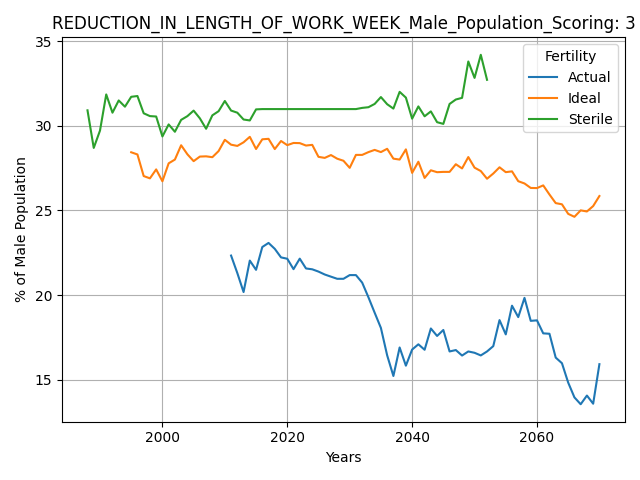 REDUCTION_IN_LENGTH_OF_WORK_WEEK_Male_Population_Scoring: 3
35
30
25
20
15
% of Male Population
Fertility
Actual
Ideal
Sterile
2000
2020
2040
2060
Years